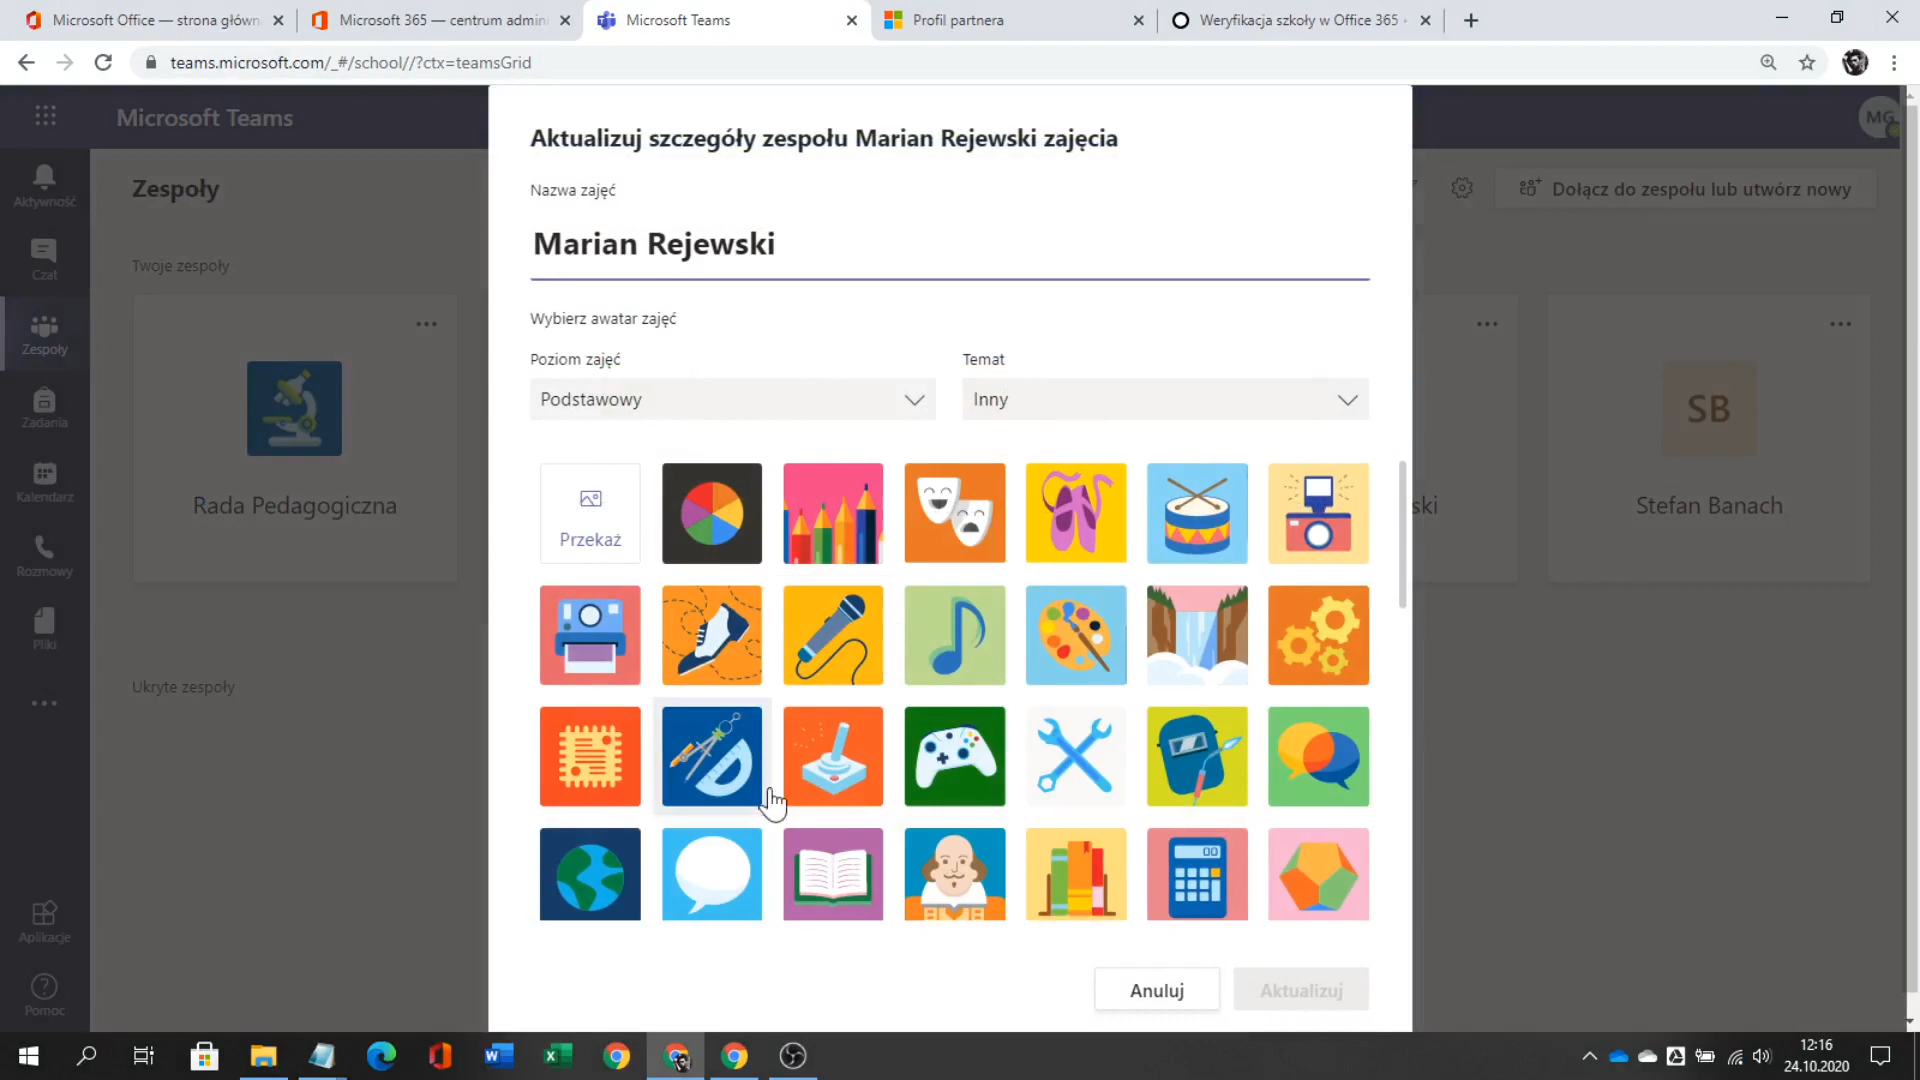 Microsoft Office — strona główn
Microsoft 365 — centrum admin
Microsoft Teams
Profil partnera
Weryfikacja szkoły w Office 365
teams.microsoft.com/_#/school//?ctx=teamsGrid
Microsoft Teams
MG
Aktywność
Czat
Zespoły
Zadania
Kalendarz
Rozmowy
Pliki
Aplikacje
Pomoc
Zespoły
Dołącz do zespołu lub utwórz nowy
Twoje zespoły
Rada Pedagogiczna
ski
SB
Stefan Banach
Ukryte zespoły
Aktualizuj szczegóły zespołu Marian Rejewski zajęcia
Nazwa zajęć
Marian Rejewski
Wybierz awatar zajęć
Poziom zajęć
Temat
Podstawowy
Inny
Przekaż
Anuluj
Aktualizuj
12:16
24.10.2020